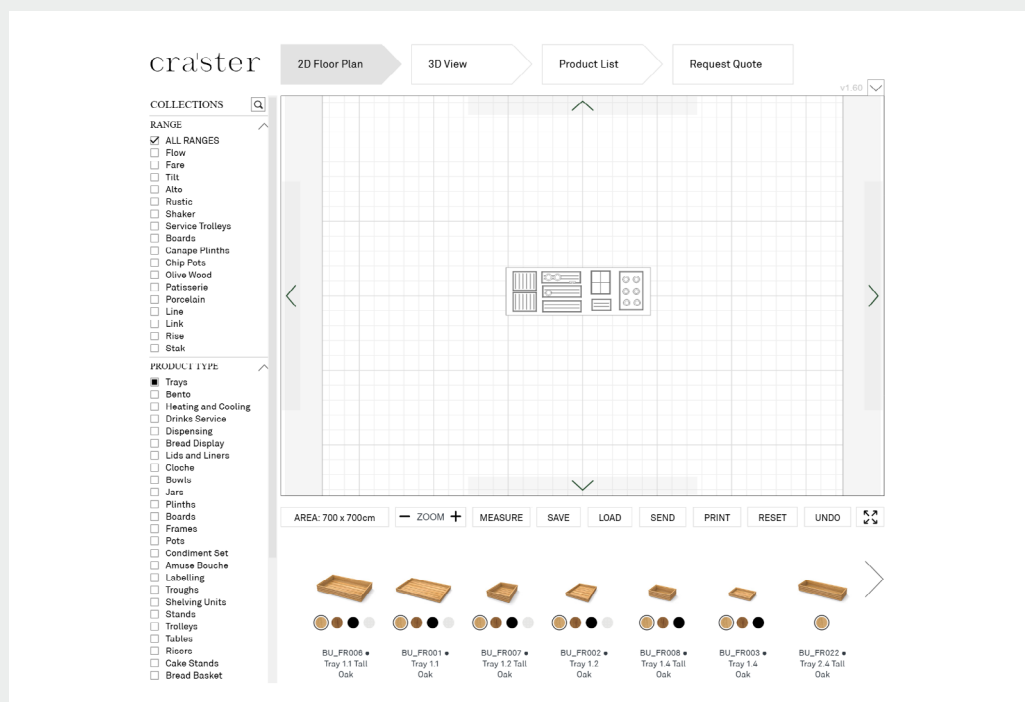 cra'ster
2D Floor Plan
3D View
Product List
Request Quote
v1.60
COLLECTIONS
RANGE
ALL RANGES
Flow
Fare
Tilt
Alto
Rustic
Shaker
Service Trolleys
Boards
Canape Plinths
Chip Pots
Olive Wood
Patisserie
Porcelain
Line
Link
Rise
Stak
PRODUCT TYPE
Trays
Bento
Heating and Cooling
Drinks Service
Dispensing
Bread Display
Lids and Liners
Cloche
Bowls
Jars
Plinths
Boards
Frames
Pots
Condiment Set
Amuse Bouche
Labelling
Troughs
Shelving Units
Stands
Trolleys
Tables
Risers
Cake Stands
Bread Basket
AREA: 700 x 700cm
ZOOM
MEASURE
SAVE
LOAD
SEND
PRINT
RESET
UNDO
BU_FR006 •
Tray 1.1 Tall
Oak
BU_FR001 •
Tray 1.1
Oak
BU_FR007 •
Tray 1.2 Tall
Oak
BU_FR002 •
Tray 1.2
Oak
BU_FR008 •
Tray 1.4 Tall
Oak
BU_FR003 •
Tray 1.4
Oak
BU_FR022 •
Tray 2.4 Tall
Oak